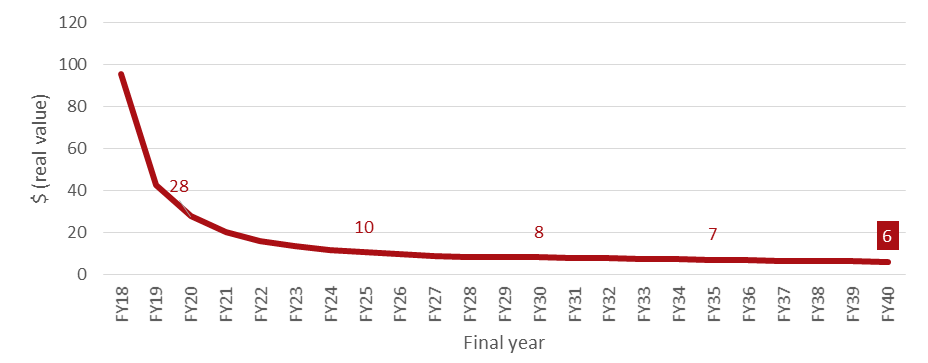 120
100
80
60
40
20
0
$ (real value)
28
10
8
7
6
FY18
FY19
FY20
FY21
FY22
FY23
FY24
FY25
FY26
FY27
FY28
FY29
FY30
FY31
FY32
FY33
FY34
FY35
FY36
FY37
FY38
FY39
FY40
Final year